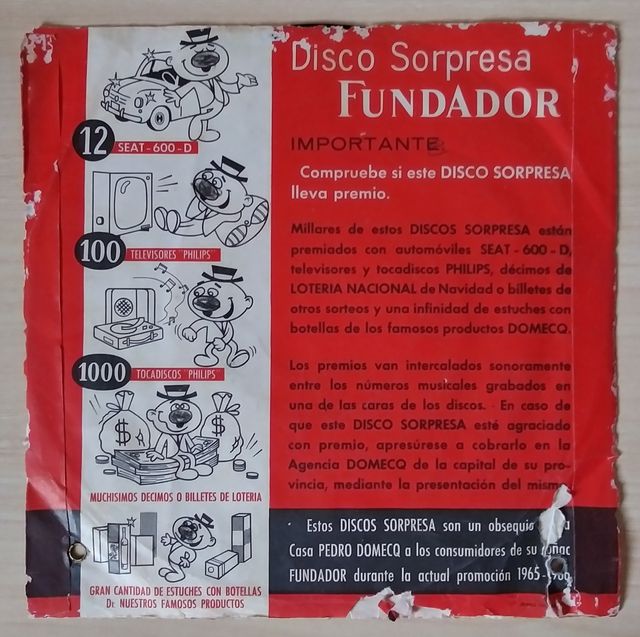 12
SEAT-600-D
100
TELEVISORES PHILIPS
1000
TOCADISCOS PHILIPS
$
$
MUCHISIMOS DECIMOS O BILLETES DE LOTERIA
GRAN CANTIDAD DE ESTUCHES CON BOTELLAS
DE NUESTROS FAMOSOS PRODUCTOS
Disco Sorpresa
FUNDADOR
IMPORTANTE
Compruebe si este DISCO SORPRESA
lleva premio.
Millares de estos DISCOS SORPRESA están
premiados con automóviles SEAT - 600 - D,
televisores y tocadiscos PHILIPS, décimos de
LOTERIA NACIONAL de Navidad o billetes de
otros sorteos y una infinidad de estuches con
botellas de los famosos productos DOMECQ.
Los premios van intercalados sonoramente
entre los números musicales grabados en
una de las caras de los discos. - En caso de
que este DISCO SORPRESA esté agraciado
con premio, apresúrese a cobrarlo en la
Agencia DOMECQ de la capital de su pro-
vincia, mediante la presentación del mismo
Estos DISCOS SORPRESA son un obsequio
Casa PEDRO DOMECQ a los consumidores de su
FUNDADOR durante la actual promoción 1965-